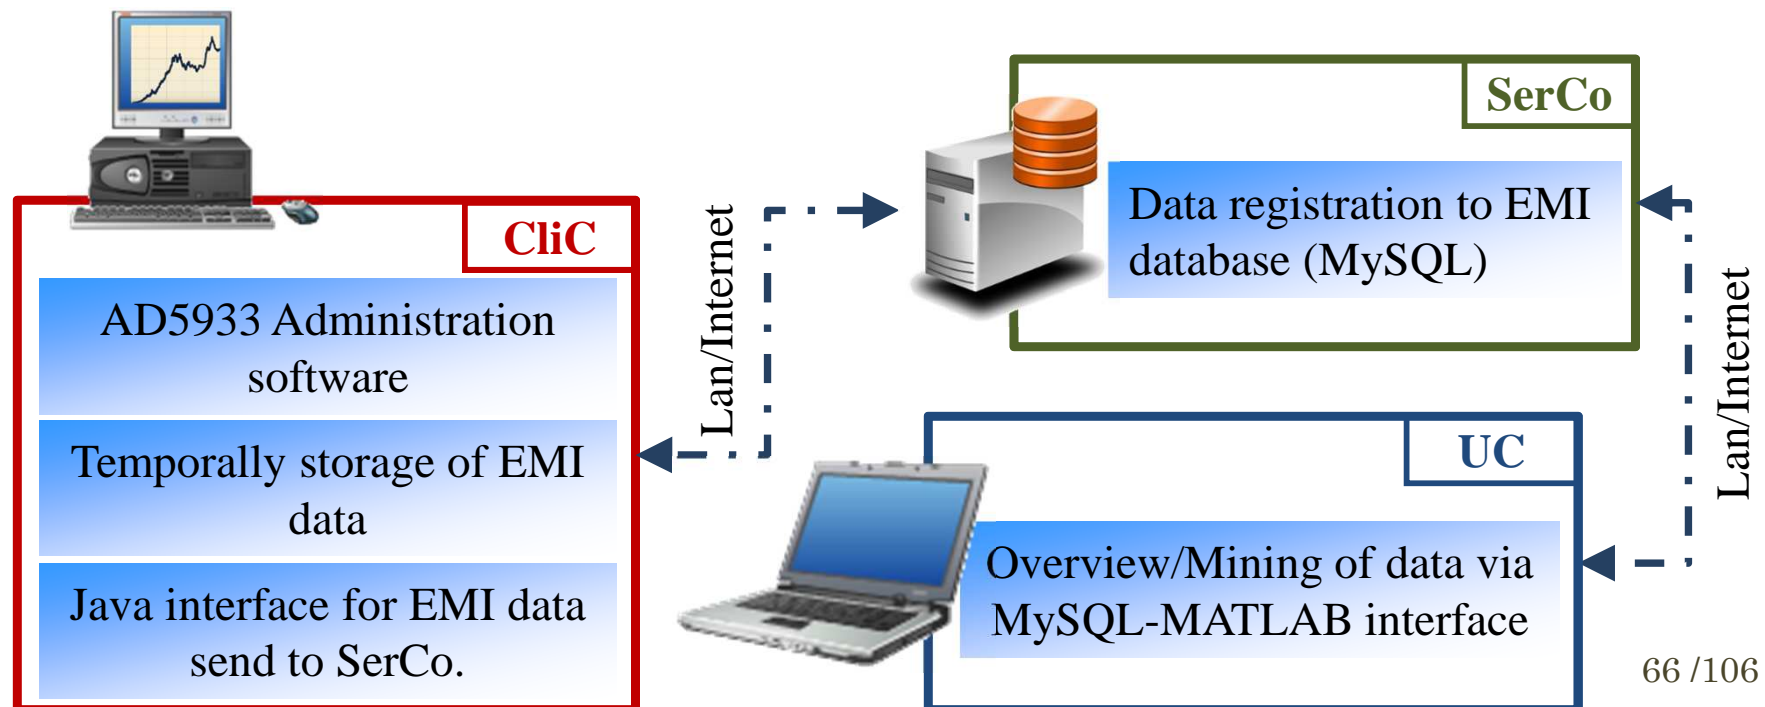 CliC
AD5933 Administration
software
Temporally storage of EMI
data
Java interface for EMI data
send to SerCo.
Lan/Internet
SerCo
Data registration to EMI
database (MySQL)
Lan/Internet
UC
Overview/Mining of data via
MySQL-MATLAB interface
66 /106